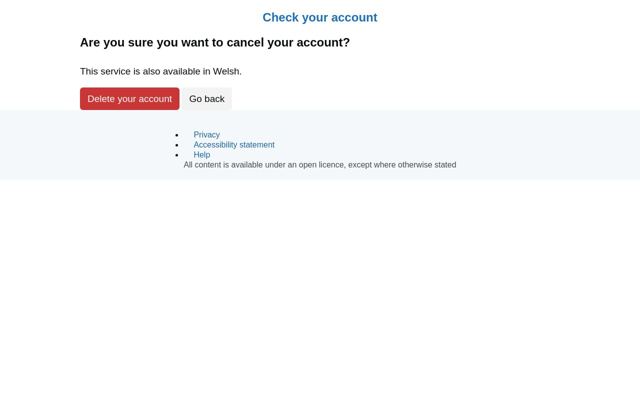 Check your account
Are you sure you want to cancel your account?
This service is also available in Welsh.
Delete your account
Go back
Privacy
Accessibility statement
Help
All content is available under an open licence, except where otherwise stated